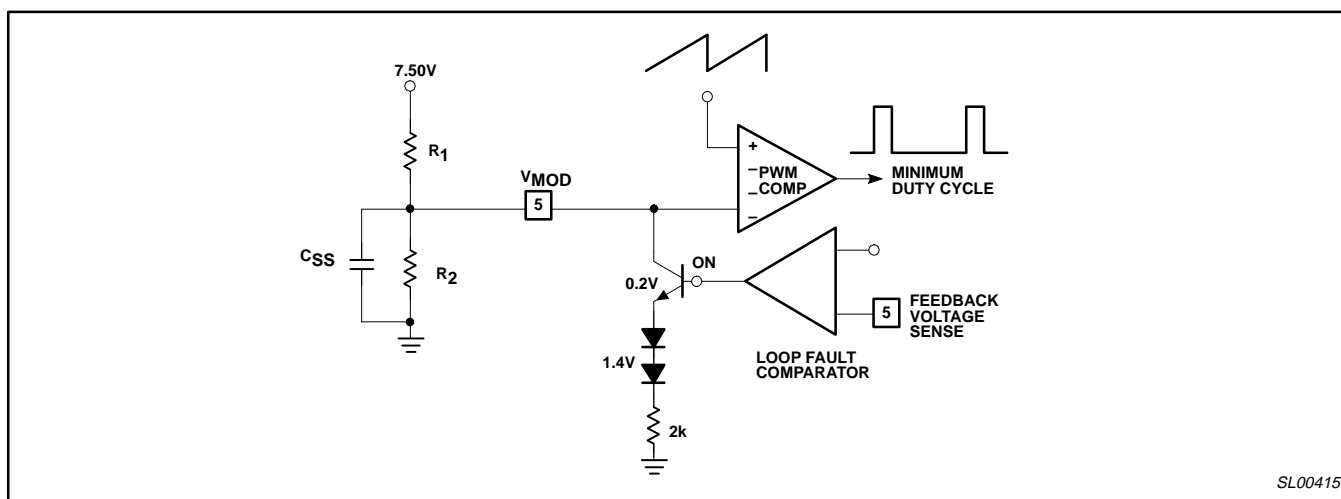 7.50V
R1
VMOD
5
CSS
R2
+
–
–
–
PWM
COMP
MINIMUM
DUTY CYCLE
ON
0.2V
5
FEEDBACK
VOLTAGE
SENSE
LOOP FAULT
COMPARATOR
1.4V
2k
SL00415